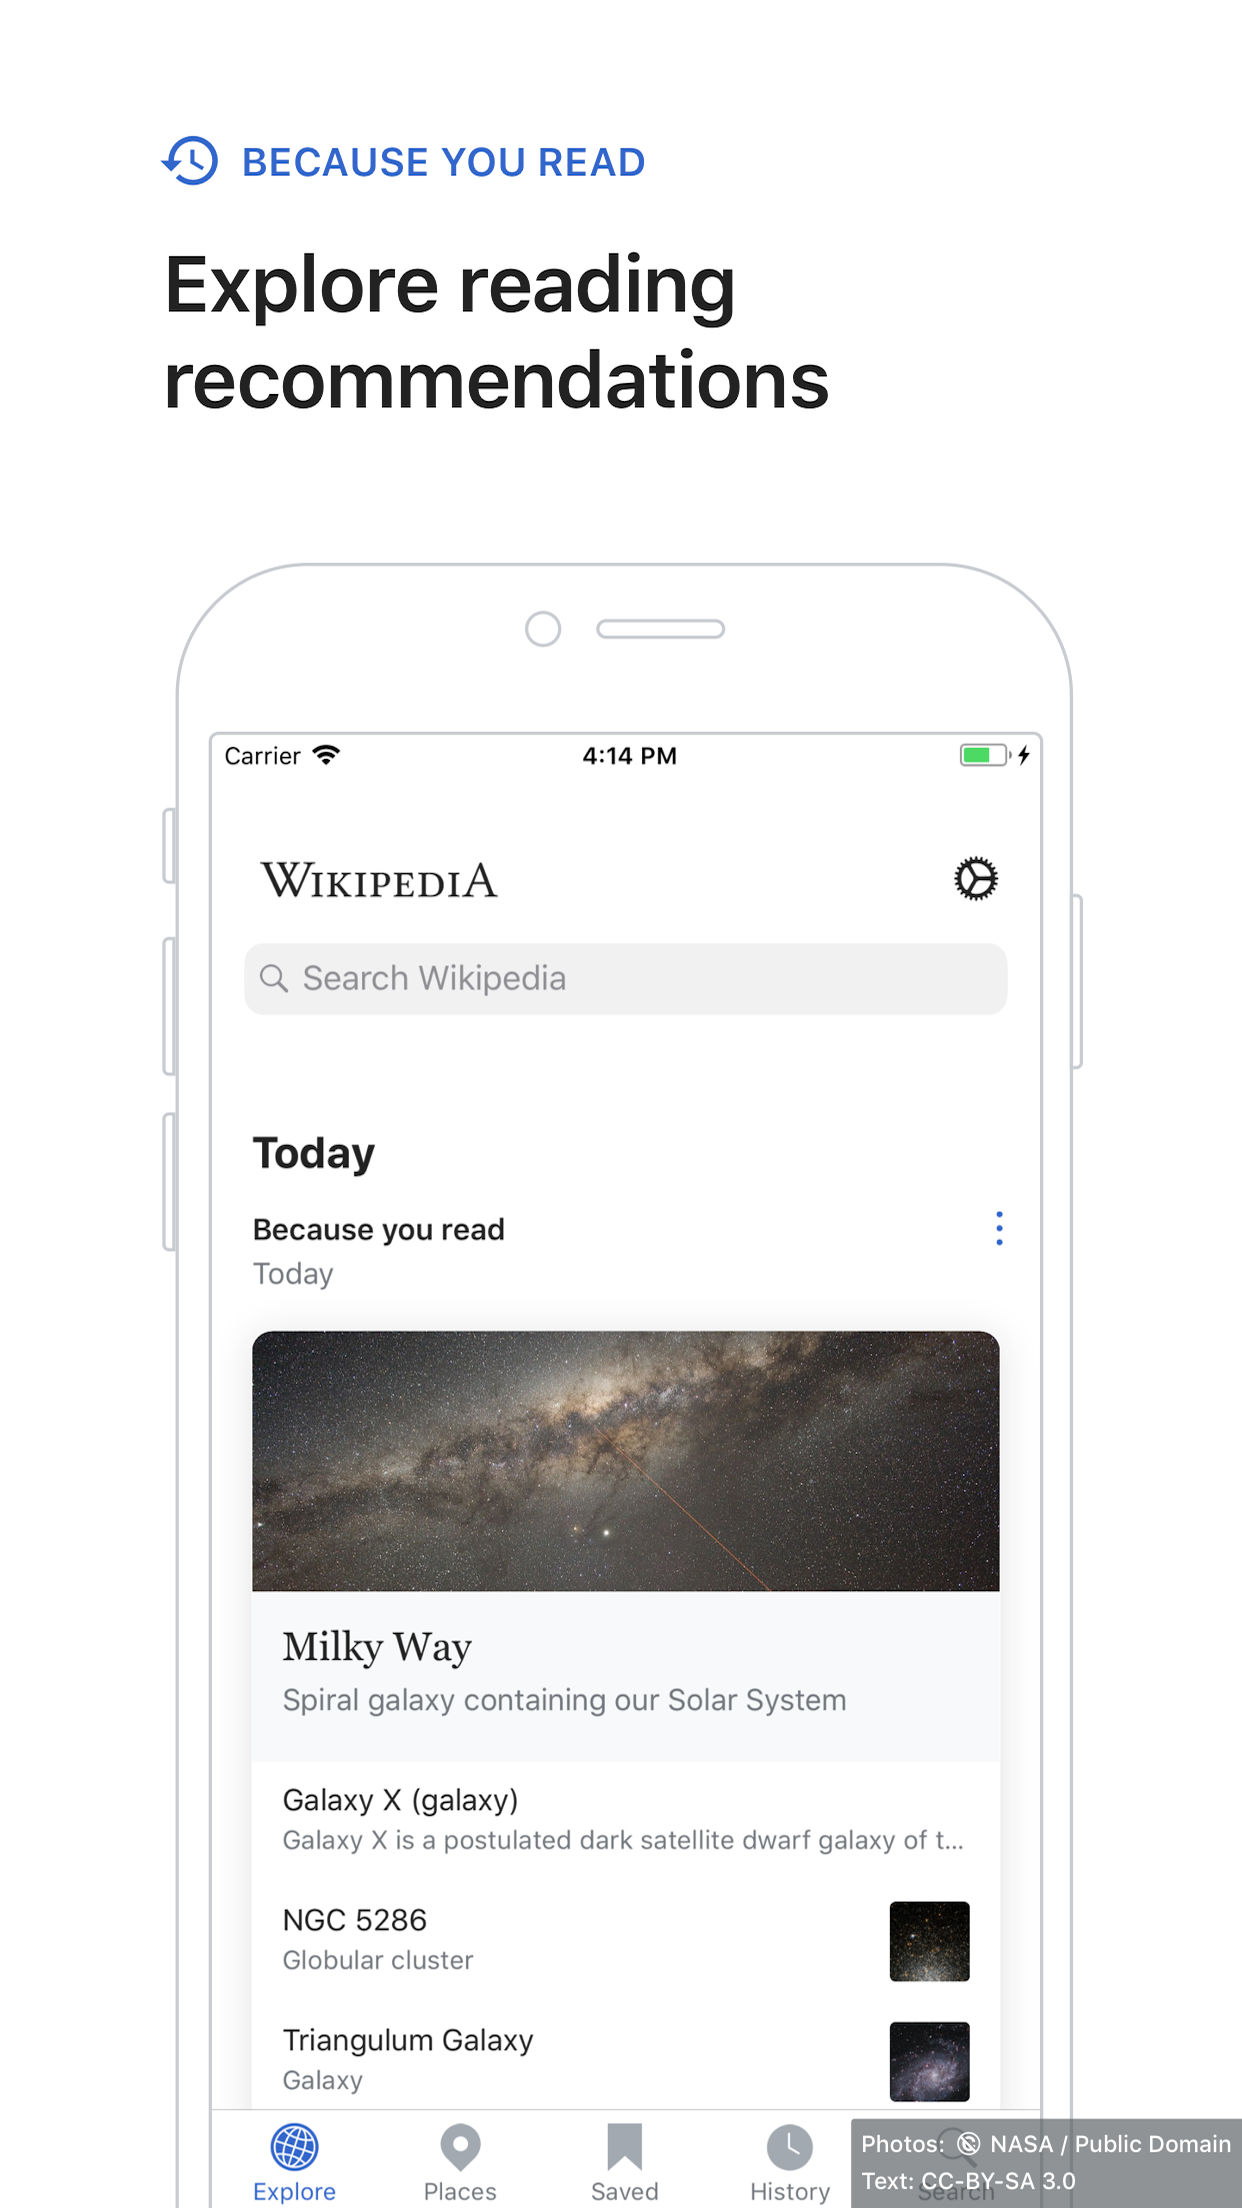 BECAUSE YOU READ
Explore reading
recommendations
Carrier
4:14 PM
WIKIPEDIA
Search Wikipedia
Today
Because you read
Today
Milky Way
Spiral galaxy containing our Solar System
Galaxy X (galaxy)
Galaxy X is a postulated dark satellite dwarf galaxy of t...
NGC 5286
Globular cluster
Triangulum Galaxy
Galaxy
Photos: NASA / Public Domain
Text: CC-BY-SA 3.0
Explore
Places
Saved
History
Search